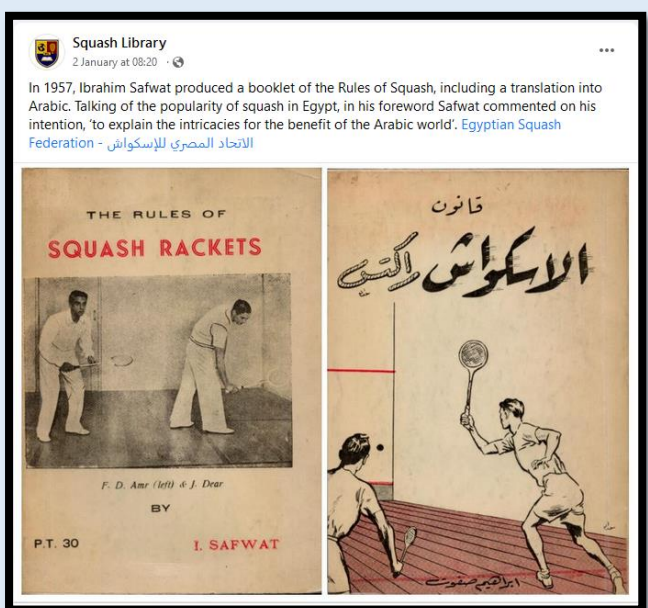 Squash Library
2 January at 08:20 ·
In 1957, Ibrahim Safwat produced a booklet of the Rules of Squash, including a translation into
Arabic. Talking of the popularity of squash in Egypt, in his foreword Safwat commented on his
intention, ‘to explain the intricacies for the benefit of the Arabic world’. Egyptian Squash
Federation - الاتحاد المصري للإسكواش
THE RULES OF
SQUASH RACKETS
F. D. Amr (left) & J. Dear
BY
P.T. 30
I. SAFWAT
قانون
الاسكواش راكتس
ابراهيم صفوت